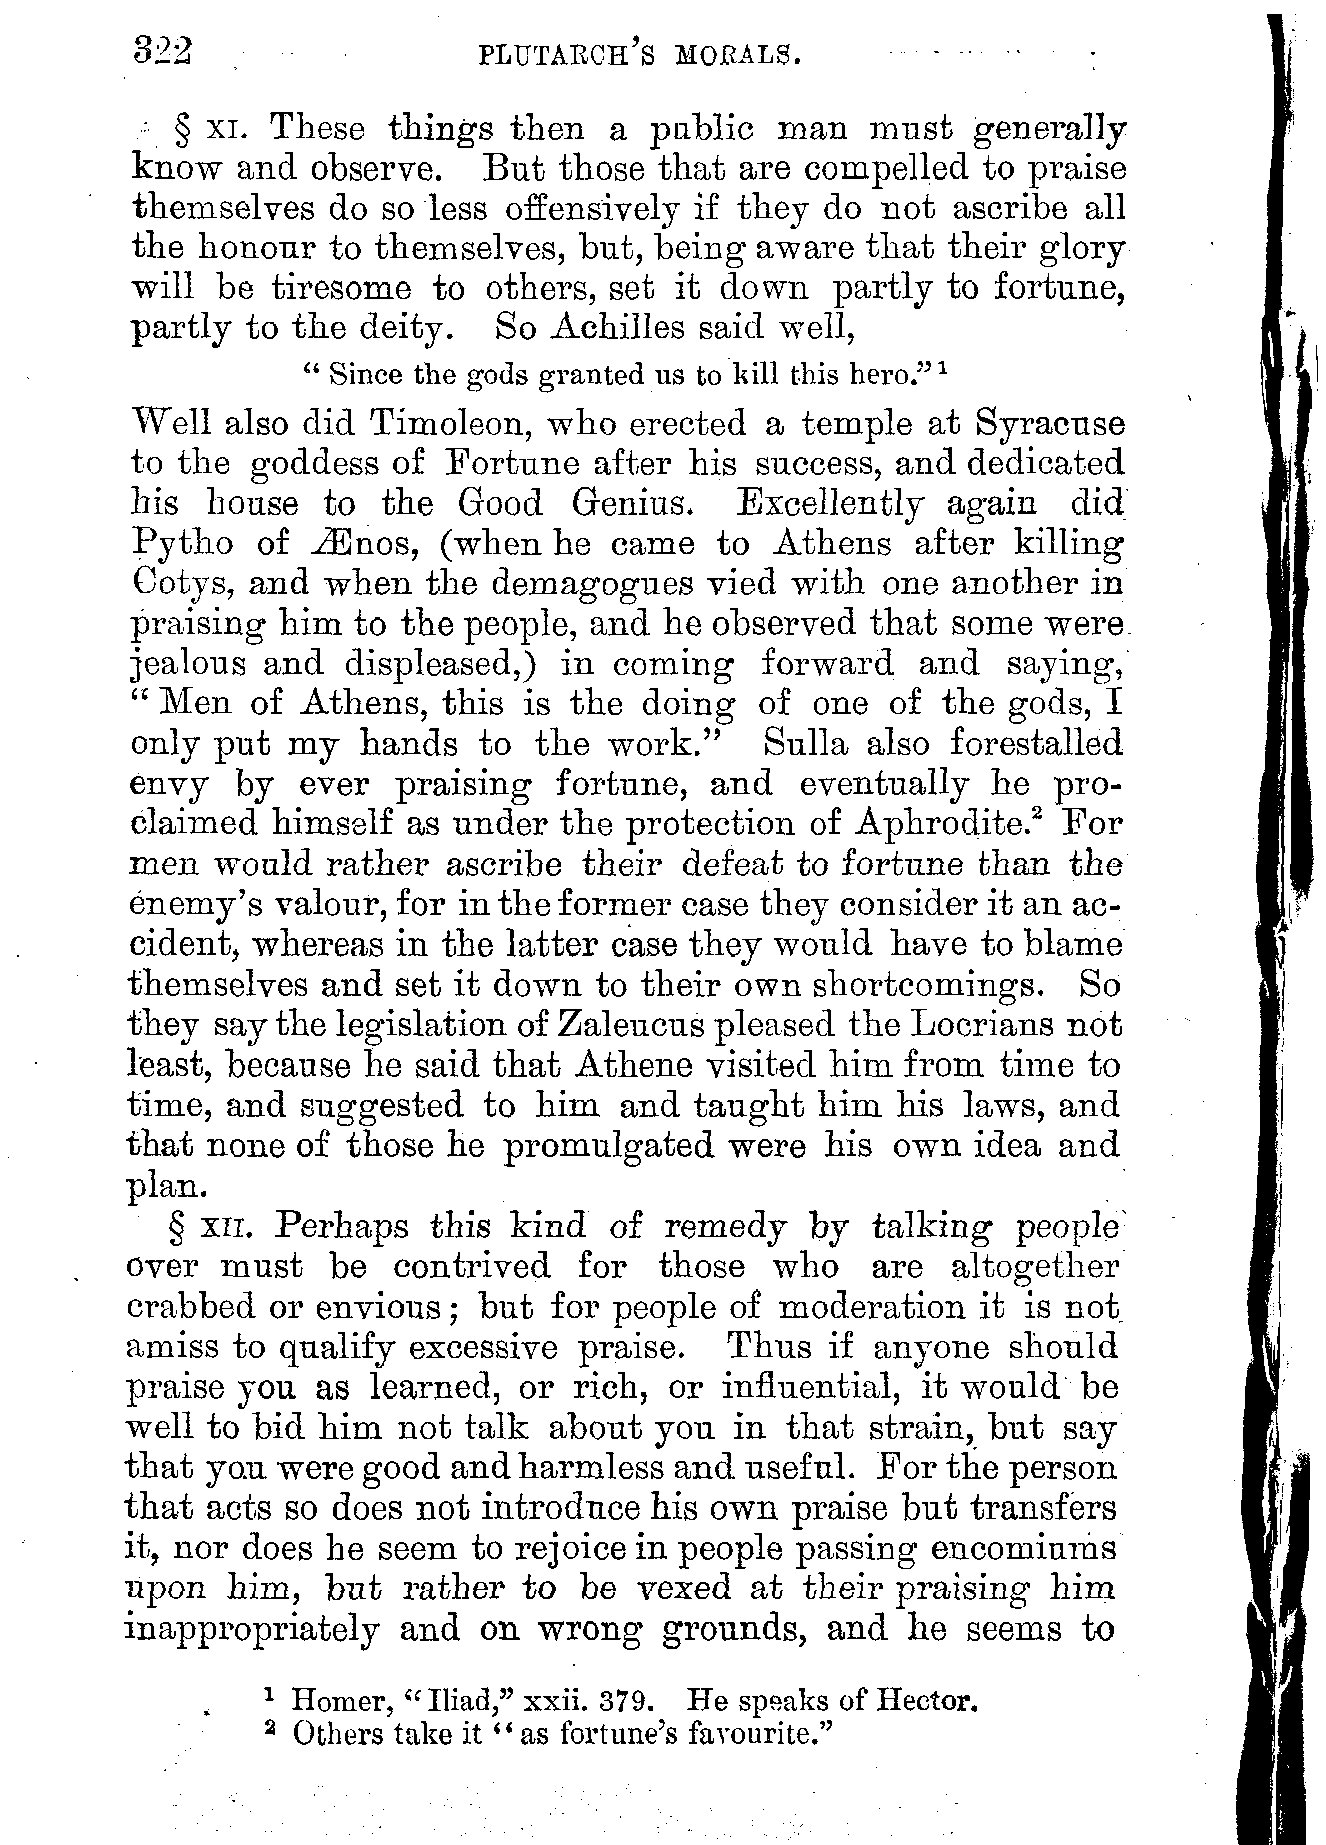 322 PLUTARCH'S MORALS.
§ XI. These things then a public man must generally
know and observe. But those that are compelled to praise
themselves do so less offensively if they do not ascribe all
the honour to themselves, but, being aware that their glory
will be tiresome to others, set it down partly to fortune,
partly to the deity. So Achilles said well,
“ Since the gods granted us to kill this hero.” 1
Well also did Timoleon, who erected a temple at Syracuse
to the goddess of Fortune after his success, and dedicated
his house to the Good Genius. Excellently again did
Pytho of Ænos, (when he came to Athens after killing
Cotys, and when the demagogues vied with one another in
praising him to the people, and he observed that some were
jealous and displeased,) in coming forward and saying,
“ Men of Athens, this is the doing of one of the gods, I
only put my hands to the work.” Sulla also forestalled
envy by ever praising fortune, and eventually he pro-
claimed himself as under the protection of Aphrodite.2 For
men would rather ascribe their defeat to fortune than the
enemy's valour, for in the former case they consider it an ac-
cident, whereas in the latter case they would have to blame
themselves and set it down to their own shortcomings. So
they say the legislation of Zaleucus pleased the Locrians not
least, because he said that Athene visited him from time to
time, and suggested to him and taught him his laws, and
that none of those he promulgated were his own idea and
plan.
§ XII. Perhaps this kind of remedy by talking people
over must be contrived for those who are altogether
crabbed or envious; but for people of moderation it is not
amiss to qualify excessive praise. Thus if anyone should
praise you as learned, or rich, or influential, it would be
well to bid him not talk about you in that strain, but say
that you were good and harmless and useful. For the person
that acts so does not introduce his own praise but transfers
it, nor does he seem to rejoice in people passing encomiums
upon him, but rather to be vexed at their praising him
inappropriately and on wrong grounds, and he seems to
1 Homer, “Iliad,” xxii. 379. He speaks of Hector.
2 Others take it “ as fortune's favourite.”